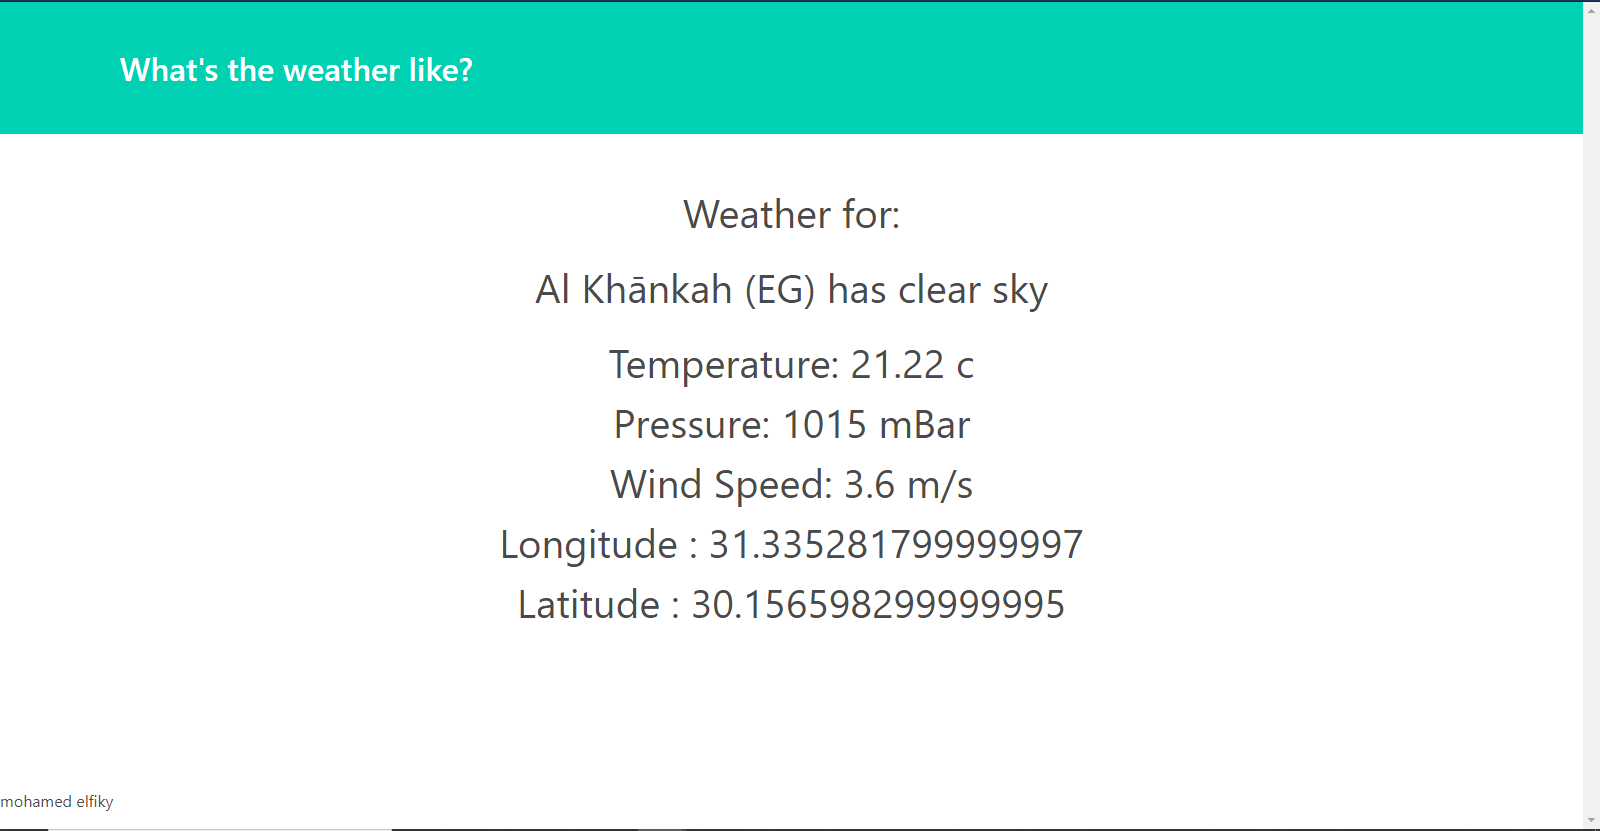 What's the weather like?
Weather for:
Al Khānkah (EG) has clear sky
Temperature: 21.22 c
Pressure: 1015 mBar
Wind Speed: 3.6 m/s
Longitude : 31.335281799999997
Latitude : 30.156598299999995
mohamed elfiky